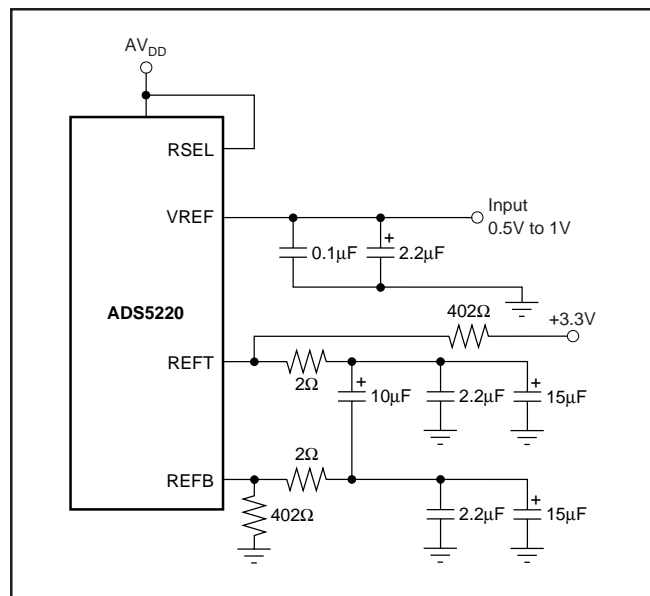 AVDD
RSEL
VREF
Input
0.5V to 1V
+
0.1µF
2.2µF
ADS5220
402Ω
+3.3V
REFT
2Ω
+
10µF
2.2µF
+
15µF
2Ω
REFB
402Ω
2.2µF
+
15µF